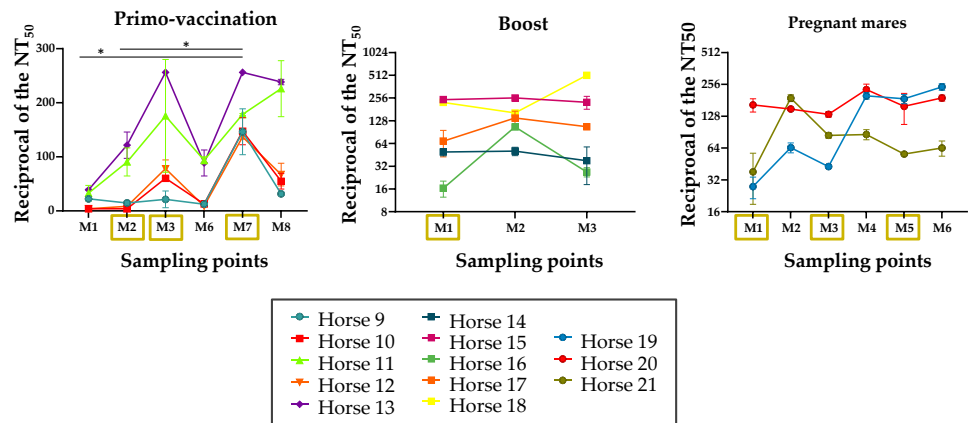 Primo-vaccination
Reciprocal of the NT50
300
200
100
0
*
*
M1 M2 M3 M6 M7 M8
Sampling points
Boost
Reciprocal of the NT50
1024
512
256
128
64
32
16
8
M1 M2 M3
Sampling points
Pregnant mares
Reciprocal of the NT50
512
256
128
64
32
16
M1 M2 M3 M4 M5 M6
Sampling points
Horse 9
Horse 10
Horse 11
Horse 12
Horse 13
Horse 14
Horse 15
Horse 16
Horse 17
Horse 18
Horse 19
Horse 20
Horse 21